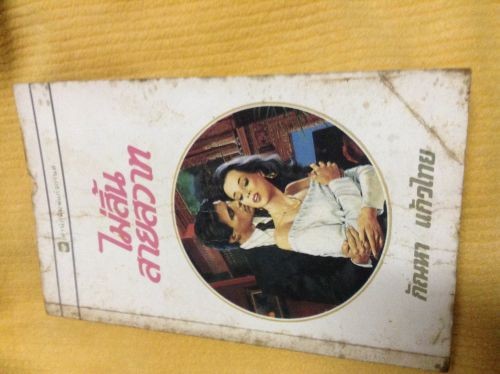 ไม่สิ้น
สายสวาท
กัณหา แก้วไทย